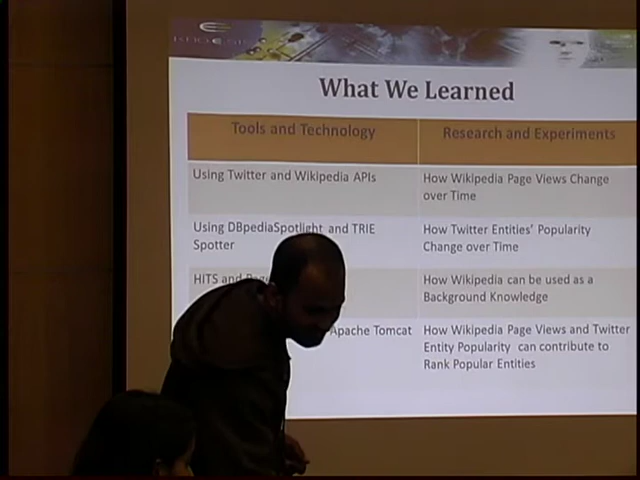 What We Learned
Tools and Technology
Research and Experiments
Using Twitter and Wikipedia APIs
How Wikipedia Page Views Change
over Time
Using DBpediaSpotlight and TRIE
Spotter
How Twitter Entities' Popularity
Change over Time
HITS and
How Wikipedia can be used as a
Background Knowledge
Apache Tomcat
How Wikipedia Page Views and Twitter
Entity Popularity can contribute to
Rank Popular Entities